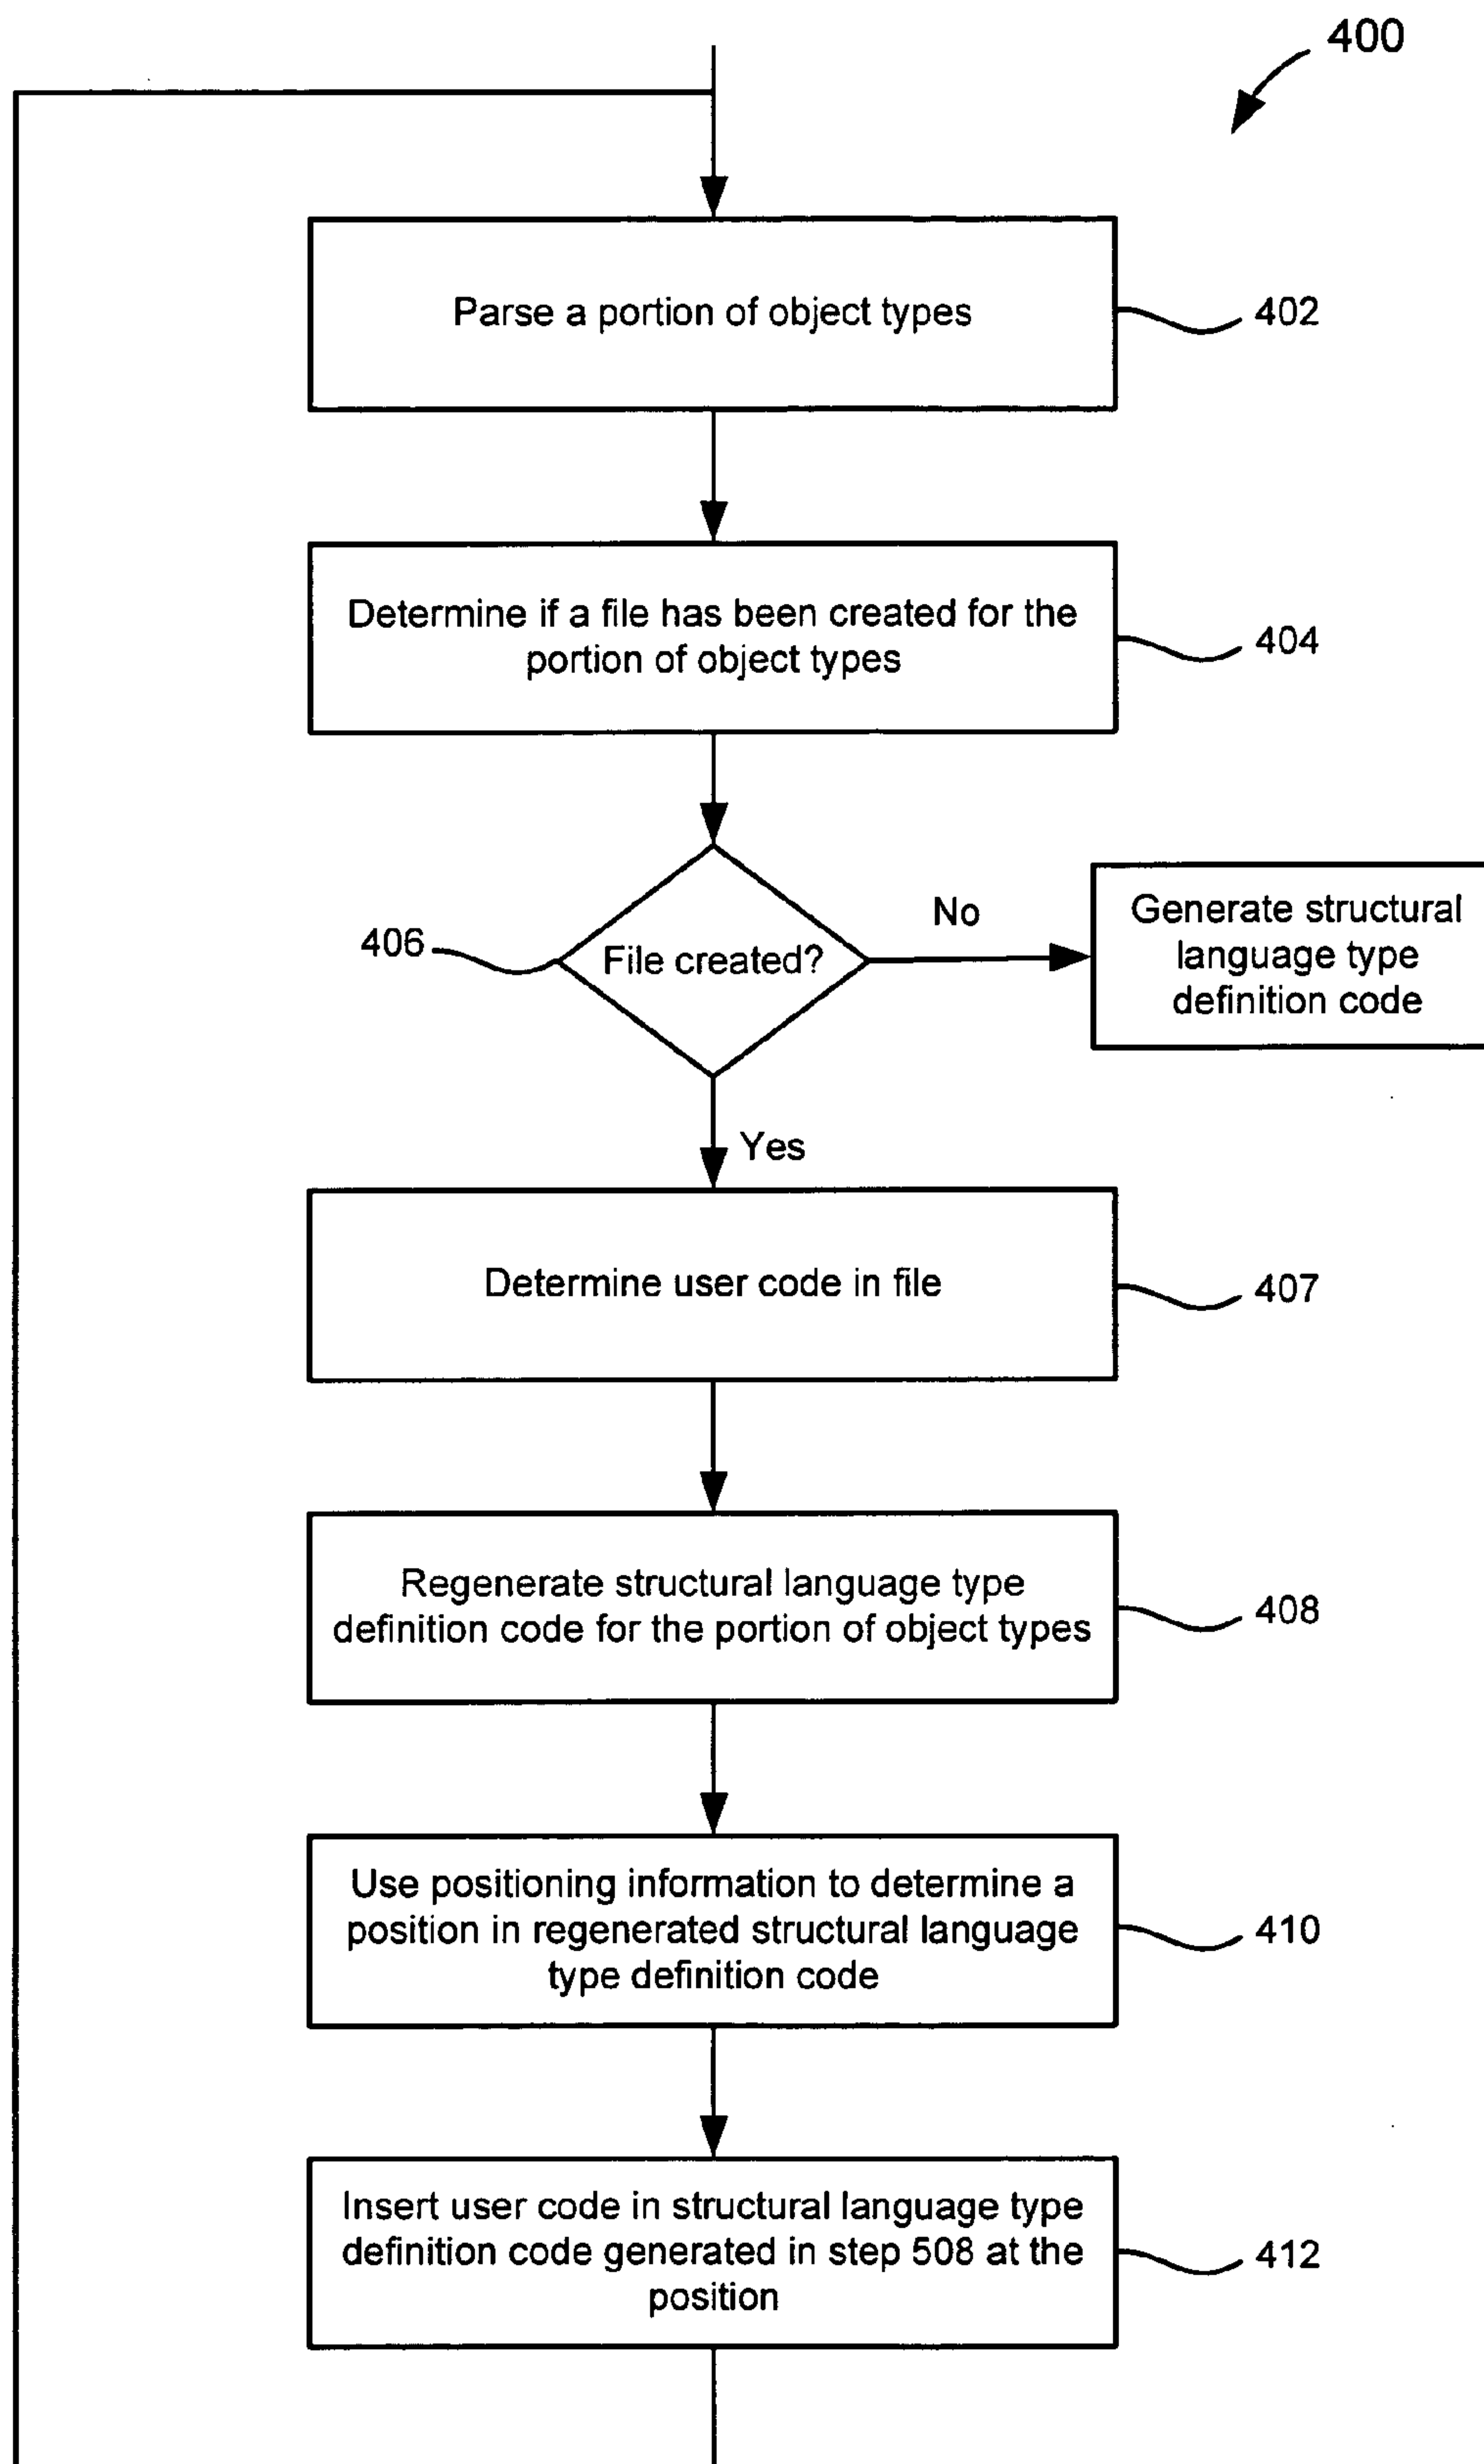 400
Parse a portion of object types
402
Determine if a file has been created for the
portion of object types
404
406
File created?
No
Generate structural
language type
definition code
Yes
Determine user code in file
407
Regenerate structural language type
definition code for the portion of object types
408
Use positioning information to determine a
position in regenerated structural language
type definition code
410
Insert user code in structural language type
definition code generated in step 508 at the
position
412